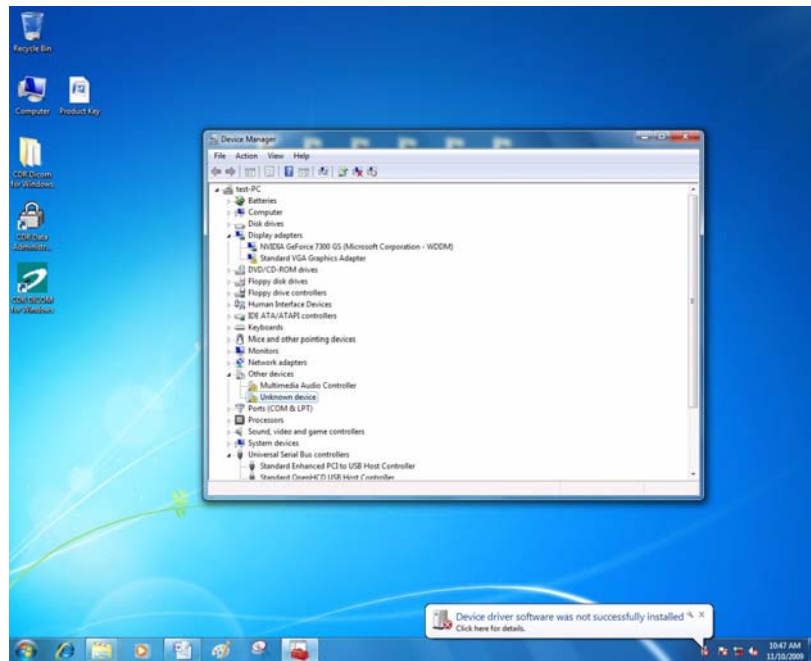 Recycle Bin
Computer
Product Key
CDR Dicom
for Windows
CDR Data
Administr...
CDR DICOM
for Windows
Device Manager
File Action View Help
test-PC
Batteries
Computer
Disk drives
Display adapters
NVIDIA GeForce 7300 GS (Microsoft Corporation - WDDM)
Standard VGA Graphics Adapter
DVD/CD-ROM drives
Floppy disk drives
Floppy drive controllers
Human Interface Devices
IDE ATA/ATAPI controllers
Keyboards
Mice and other pointing devices
Monitors
Network adapters
Other devices
Multimedia Audio Controller
Unknown device
Ports (COM & LPT)
Processors
Sound, video and game controllers
System devices
Universal Serial Bus controllers
Standard Enhanced PCI to USB Host Controller
Standard OpenHCD USB Host Controller
Device driver software was not successfully installed
Click here for details.
10:47 AM
11/10/2009